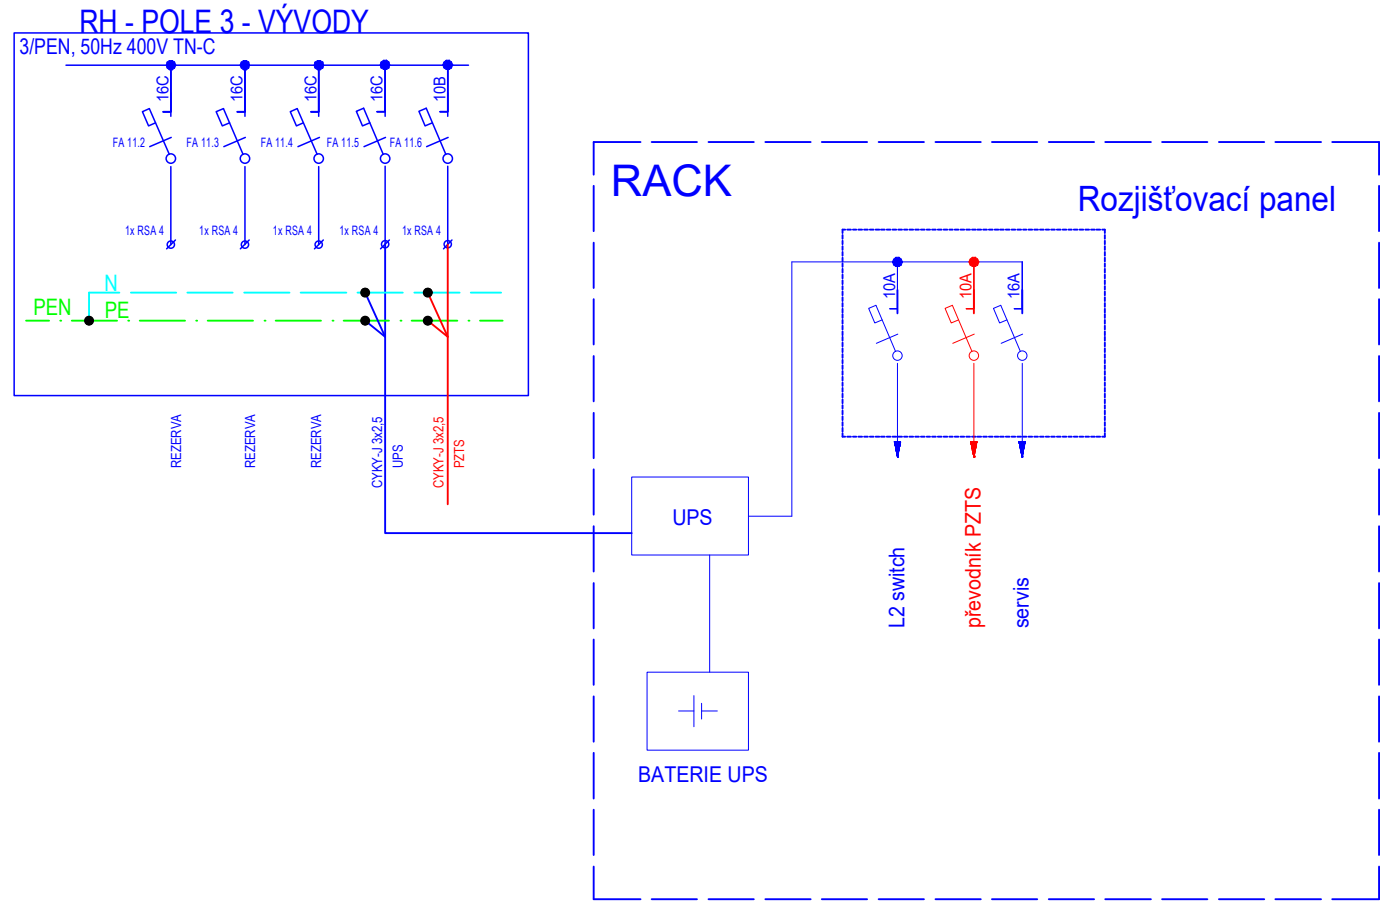 RH - POLE 3 - VÝVODY
3/PEN, 50Hz 400V TN-C
16C
16C
16C
16C
10B
FA 11.2
FA 11.3
FA 11.4
FA 11.5
FA 11.6
1x RSA 4
1x RSA 4
1x RSA 4
1x RSA 4
1x RSA 4
N
PEN
PE
REZERVA
REZERVA
REZERVA
CYKY-J 3x2,5
UPS
CYKY-J 3x2,5
PZTS
RACK
Rozjišťovací panel
10A
10A
16A
L2 switch
převodník PZTS
servis
UPS
BATERIE UPS